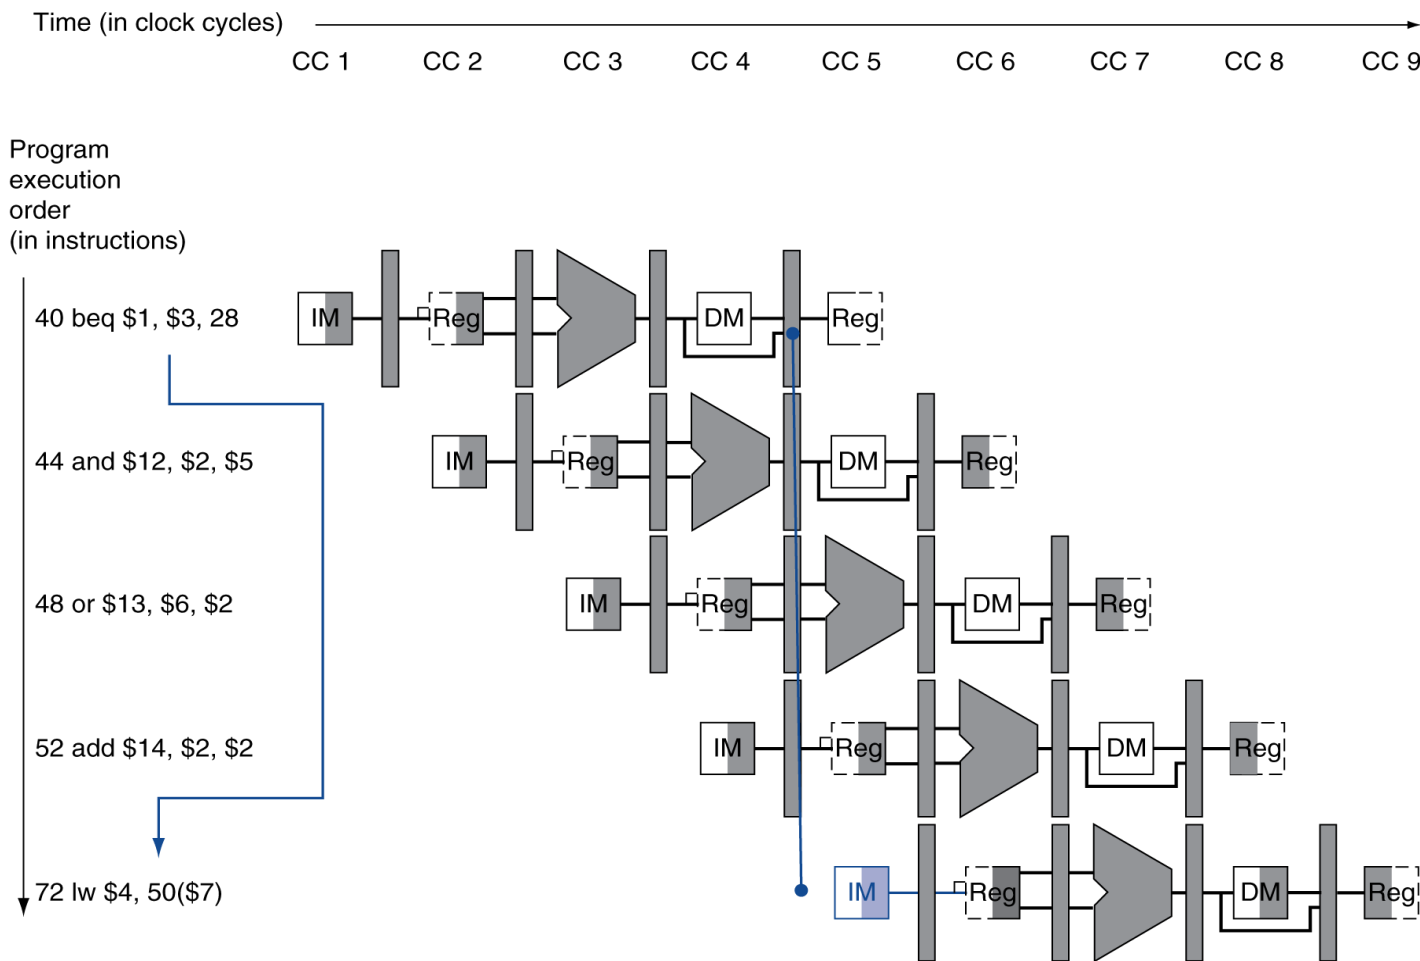 Time (in clock cycles)
CC 1 CC 2 CC 3 CC 4 CC 5 CC 6 CC 7 CC 8 CC 9
Program
execution
order
(in instructions)
40 beq $1, $3, 28
IM Reg DM Reg
44 and $12, $2, $5
IM Reg DM Reg
48 or $13, $6, $2
IM Reg DM Reg
52 add $14, $2, $2
IM Reg DM Reg
72 lw $4, 50($7)
IM Reg DM Reg